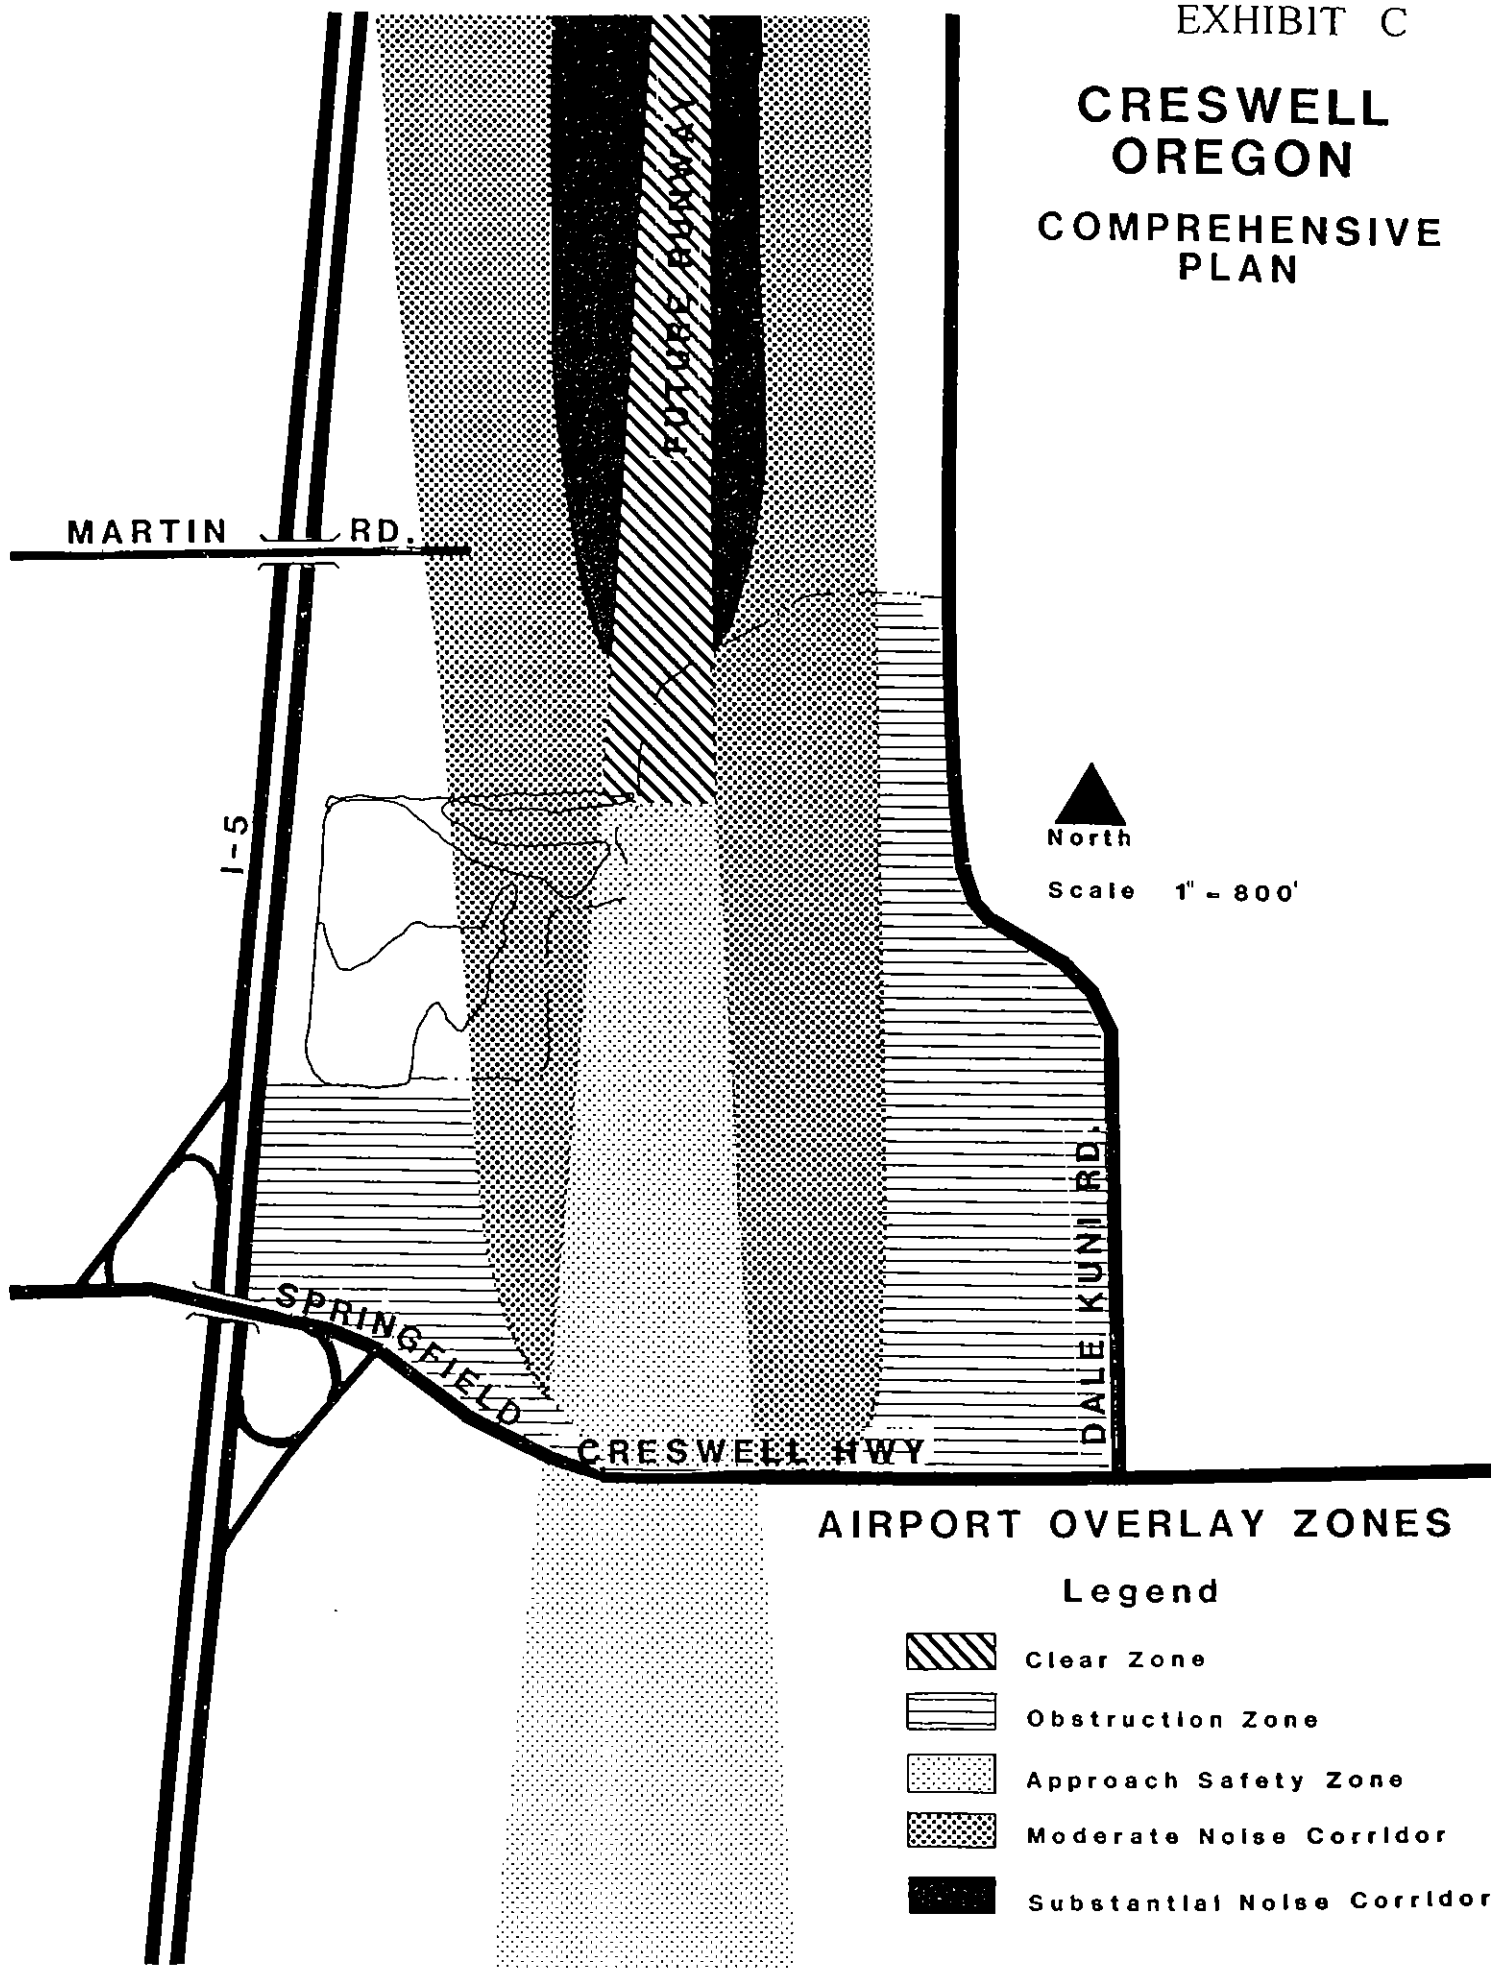 EXHIBIT C
CRESWELL
OREGON
COMPREHENSIVE
PLAN
FUTURE RUNWAY
MARTIN RD.
I-5
North
Scale 1" = 800'
DALE KUNI RD.
SPRINGFIELD
CRESWELL HWY
AIRPORT OVERLAY ZONES
Legend
Clear Zone
Obstruction Zone
Approach Safety Zone
Moderate Noise Corridor
Substantial Noise Corridor